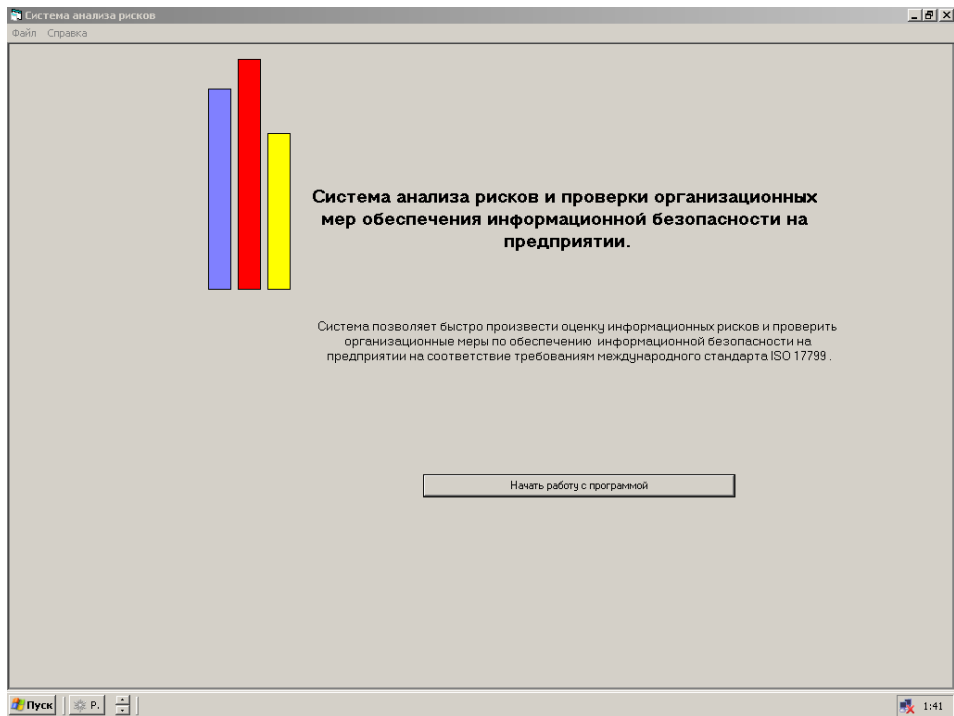 Система анализа рисков
Файл Справка
Система анализа рисков и проверки организационных
мер обеспечения информационной безопасности на
предприятии.
Система позволяет быстро произвести оценку информационных рисков и проверить
организационные меры по обеспечению информационной безопасности на
предприятии на соответствие требованиям международного стандарта ISO 17799 .
Начать работу с программой
Пуск Р. 1:41